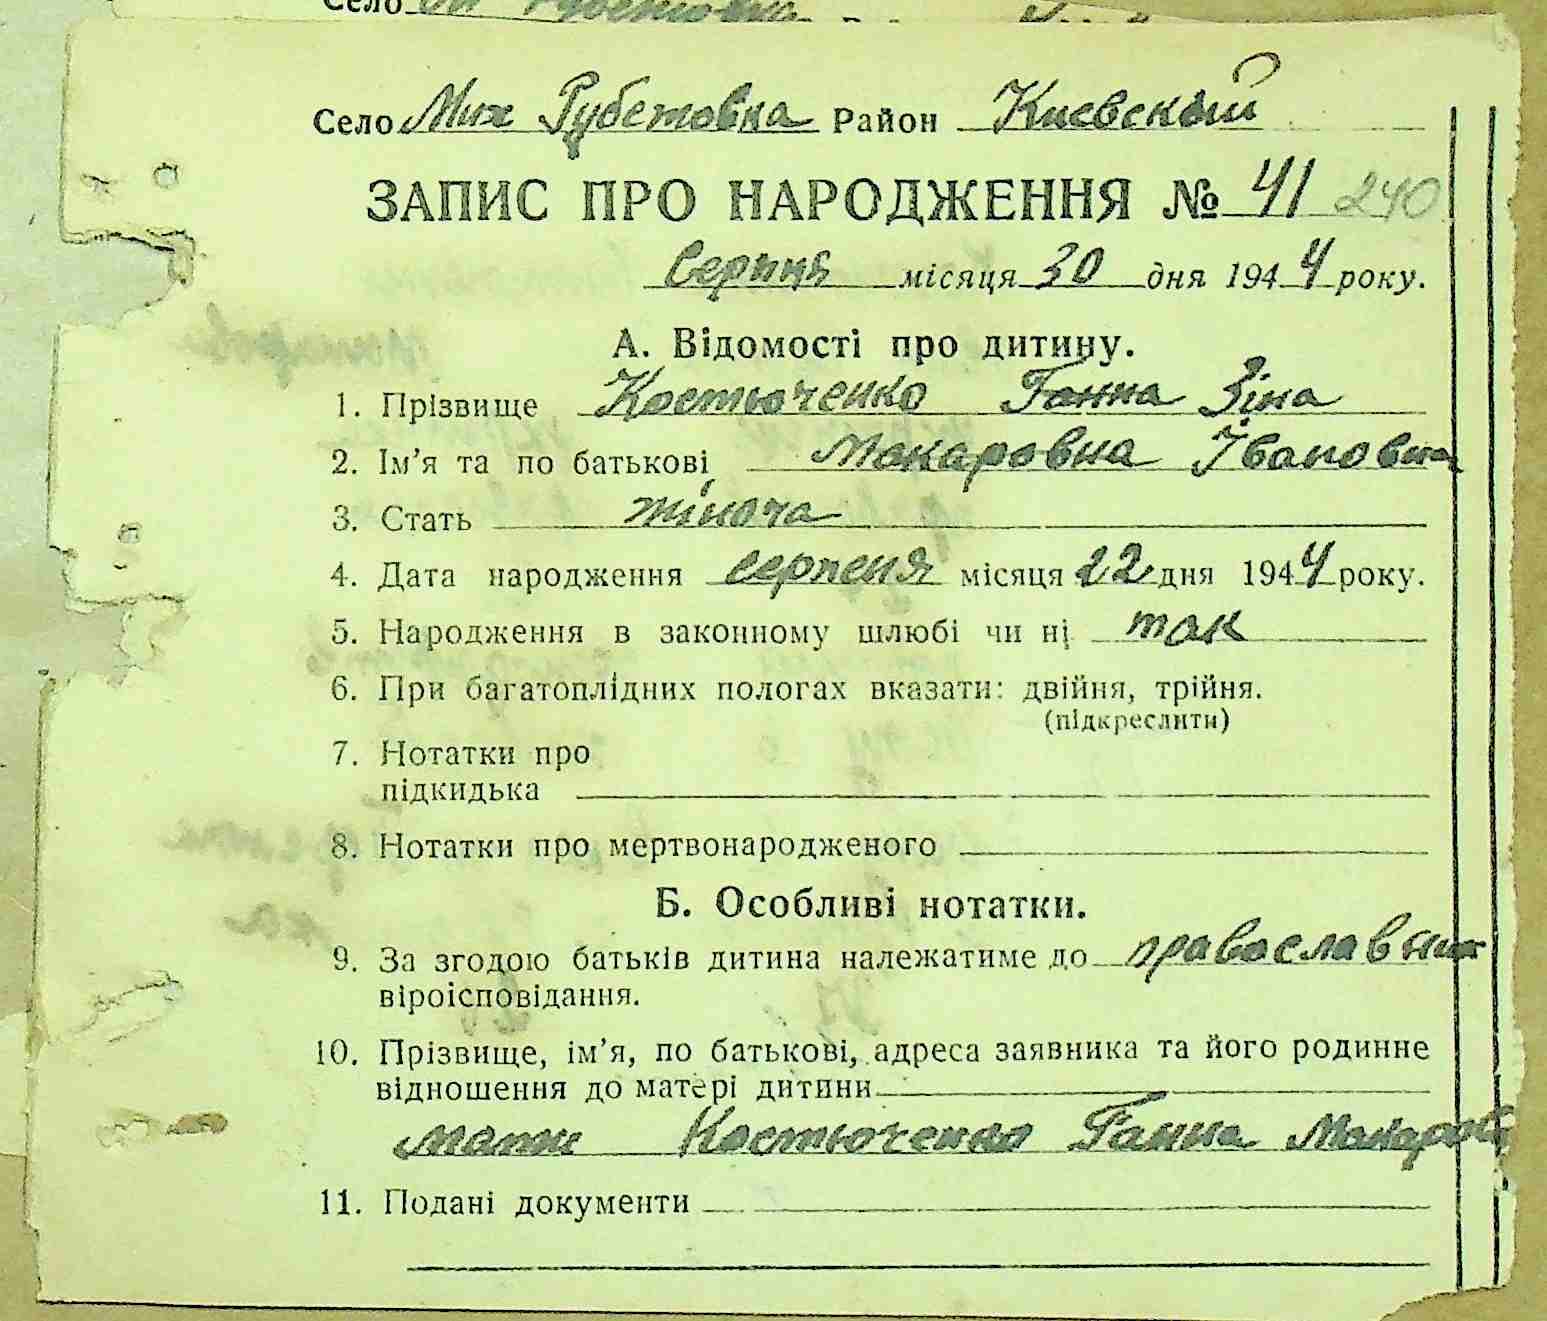 Село Мих Рубетовка Район Киевский
ЗАПИС ПРО НАРОДЖЕННЯ № 41 240
Серпня місяця 30 дня 1944 року.
А. Відомості про дитину.
1. Прізвище Костюченко Ганна Зіна
2. Ім’я та по батькові Макаровна Івановна
3. Стать жіноча
4. Дата народження серпеня місяця 22 дня 1944 року.
5. Народження в законному шлюбі чи ні так
6. При багатоплідних пологах вказати: двійня, трійня.
(підкреслити)
7. Нотатки про
підкидька
8. Нотатки про мертвонародженого
Б. Особливі нотатки.
9. За згодою батьків дитина належатиме до православных
віроісповідання.
10. Прізвище, ім’я, по батькові, адреса заявника та його родинне
відношення до матері дитини
мати Костюченко Ганна Макаров
11. Подані документи